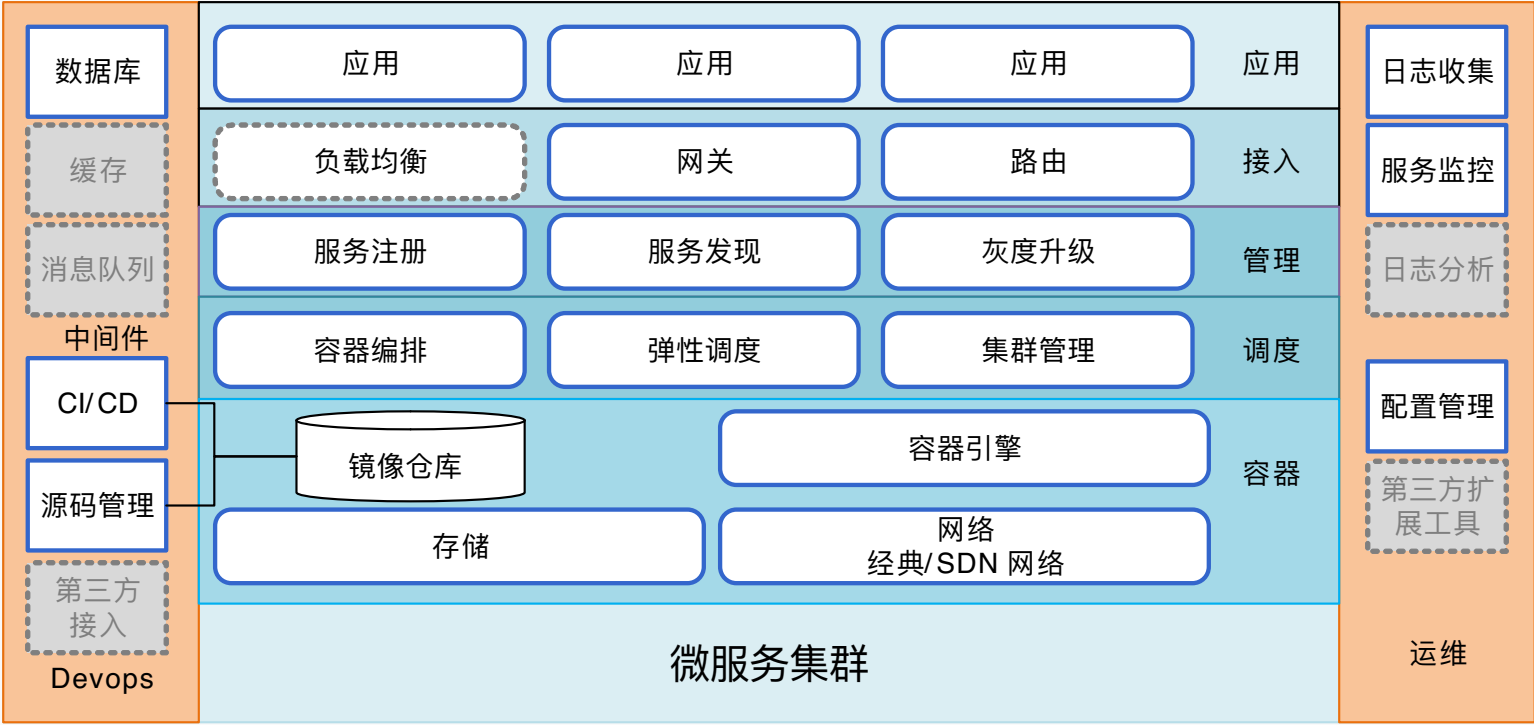 数据库
缓存
消息队列
中间件
CI/CD
源码管理
第三方
接入
Devops
应用
应用
应用
应用
负载均衡
网关
路由
接入
服务注册
服务发现
灰度升级
管理
容器编排
弹性调度
集群管理
调度
镜像仓库
容器引擎
容器
存储
网络
经典/SDN 网络
微服务集群
日志收集
服务监控
日志分析
配置管理
第三方扩
展工具
运维